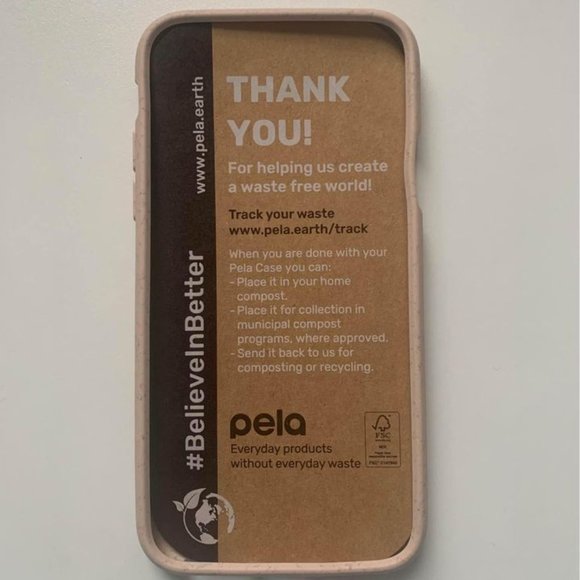 THANK
YOU!
For helping us create
a waste free world!
Track your waste
www.pela.earth/track
When you are done with your
Pela Case you can:
- Place it in your home
compost.
- Place it for collection in
municipal compost
programs, where approved.
- Send it back to us for
composting or recycling.
pela
Everyday products
without everyday waste
FSC
#BelieveInBetter
www.pela.earth